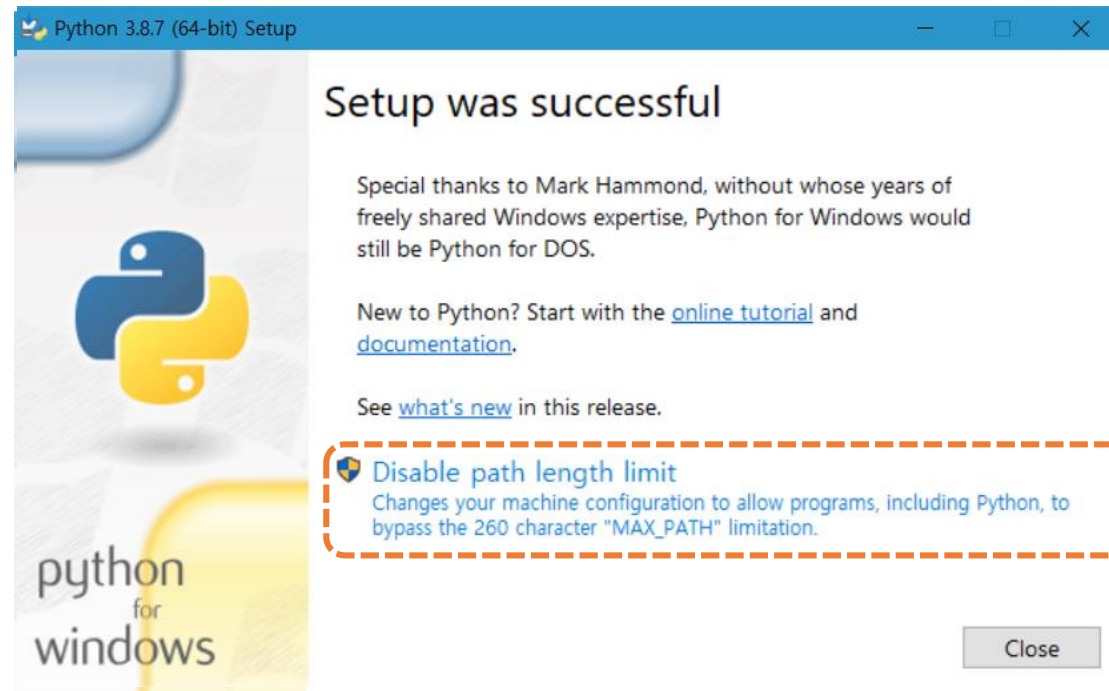 Python 3.8.7 (64-bit) Setup
Setup was successful
Special thanks to Mark Hammond, without whose years of
freely shared Windows expertise, Python for Windows would
still be Python for DOS.
New to Python? Start with the online tutorial and
documentation.
See what's new in this release.
Disable path length limit
Changes your machine configuration to allow programs, including Python, to
bypass the 260 character "MAX_PATH" limitation.
python
for
windows
Close